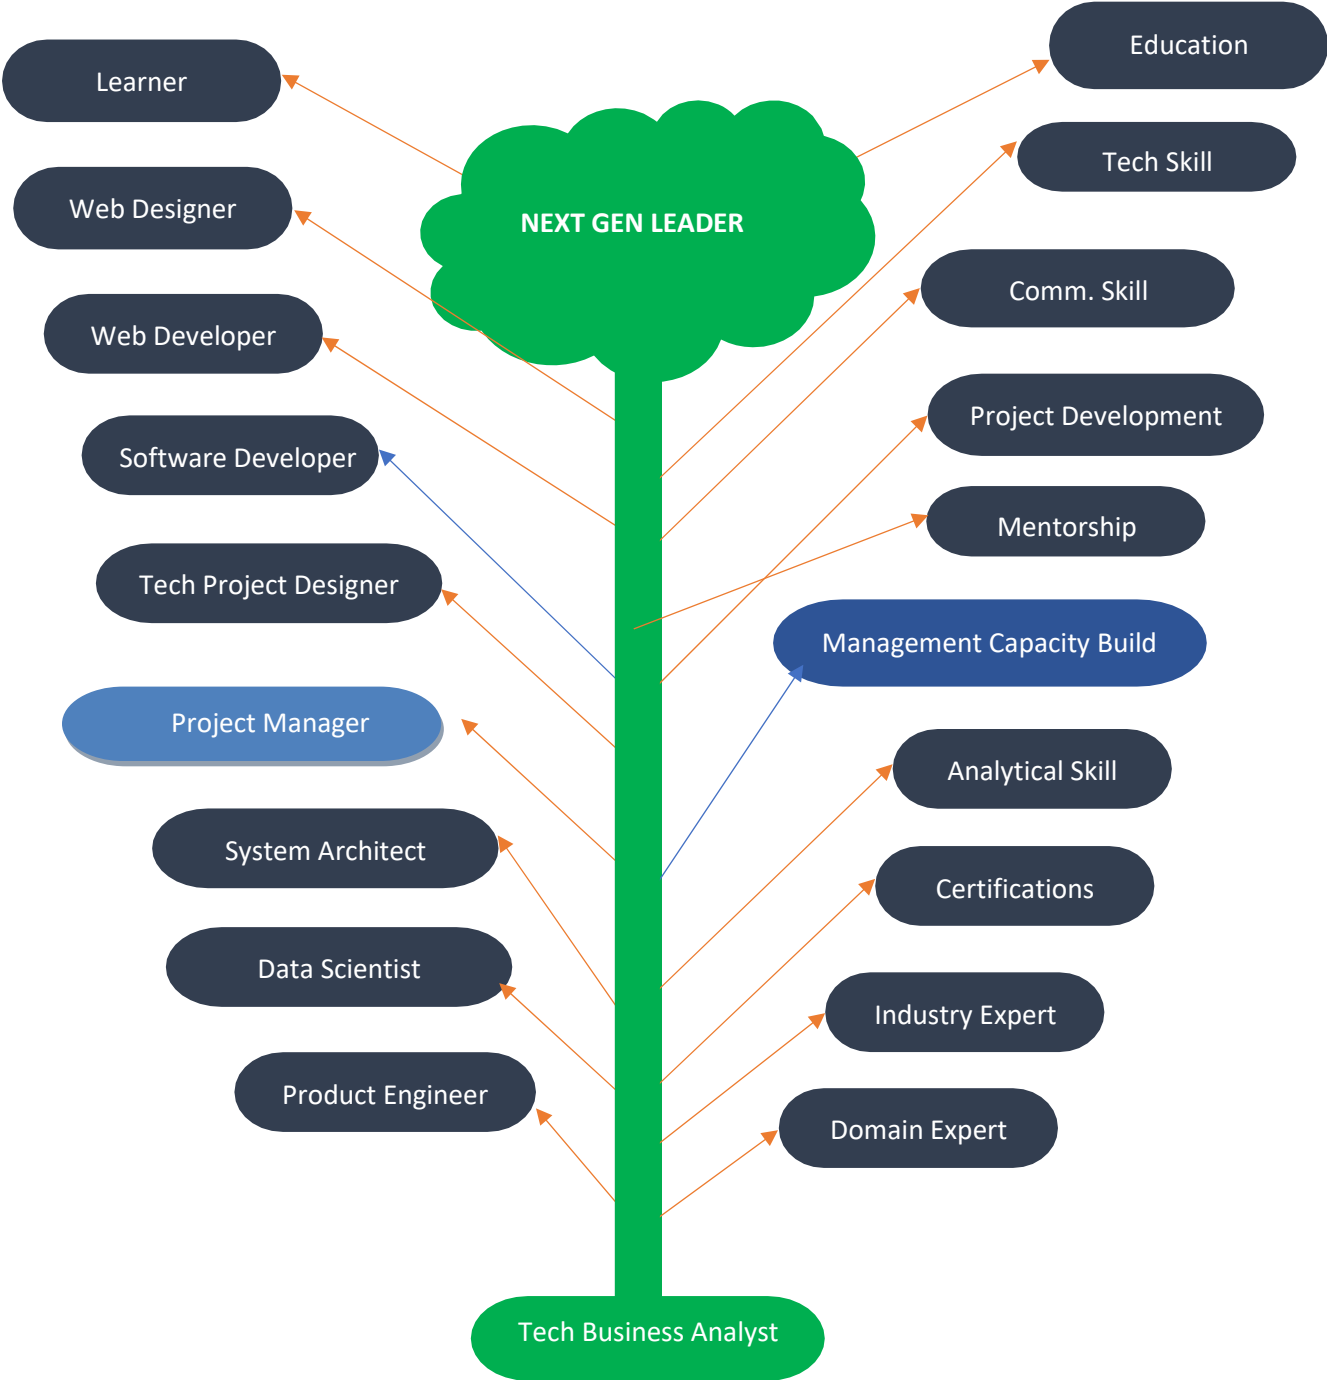 Education
Learner
Tech Skill
Web Designer
NEXT GEN LEADER
Comm. Skill
Web Developer
Project Development
Software Developer
Mentorship
Tech Project Designer
Management Capacity Build
Project Manager
Analytical Skill
System Architect
Certifications
Data Scientist
Industry Expert
Product Engineer
Domain Expert
Tech Business Analyst